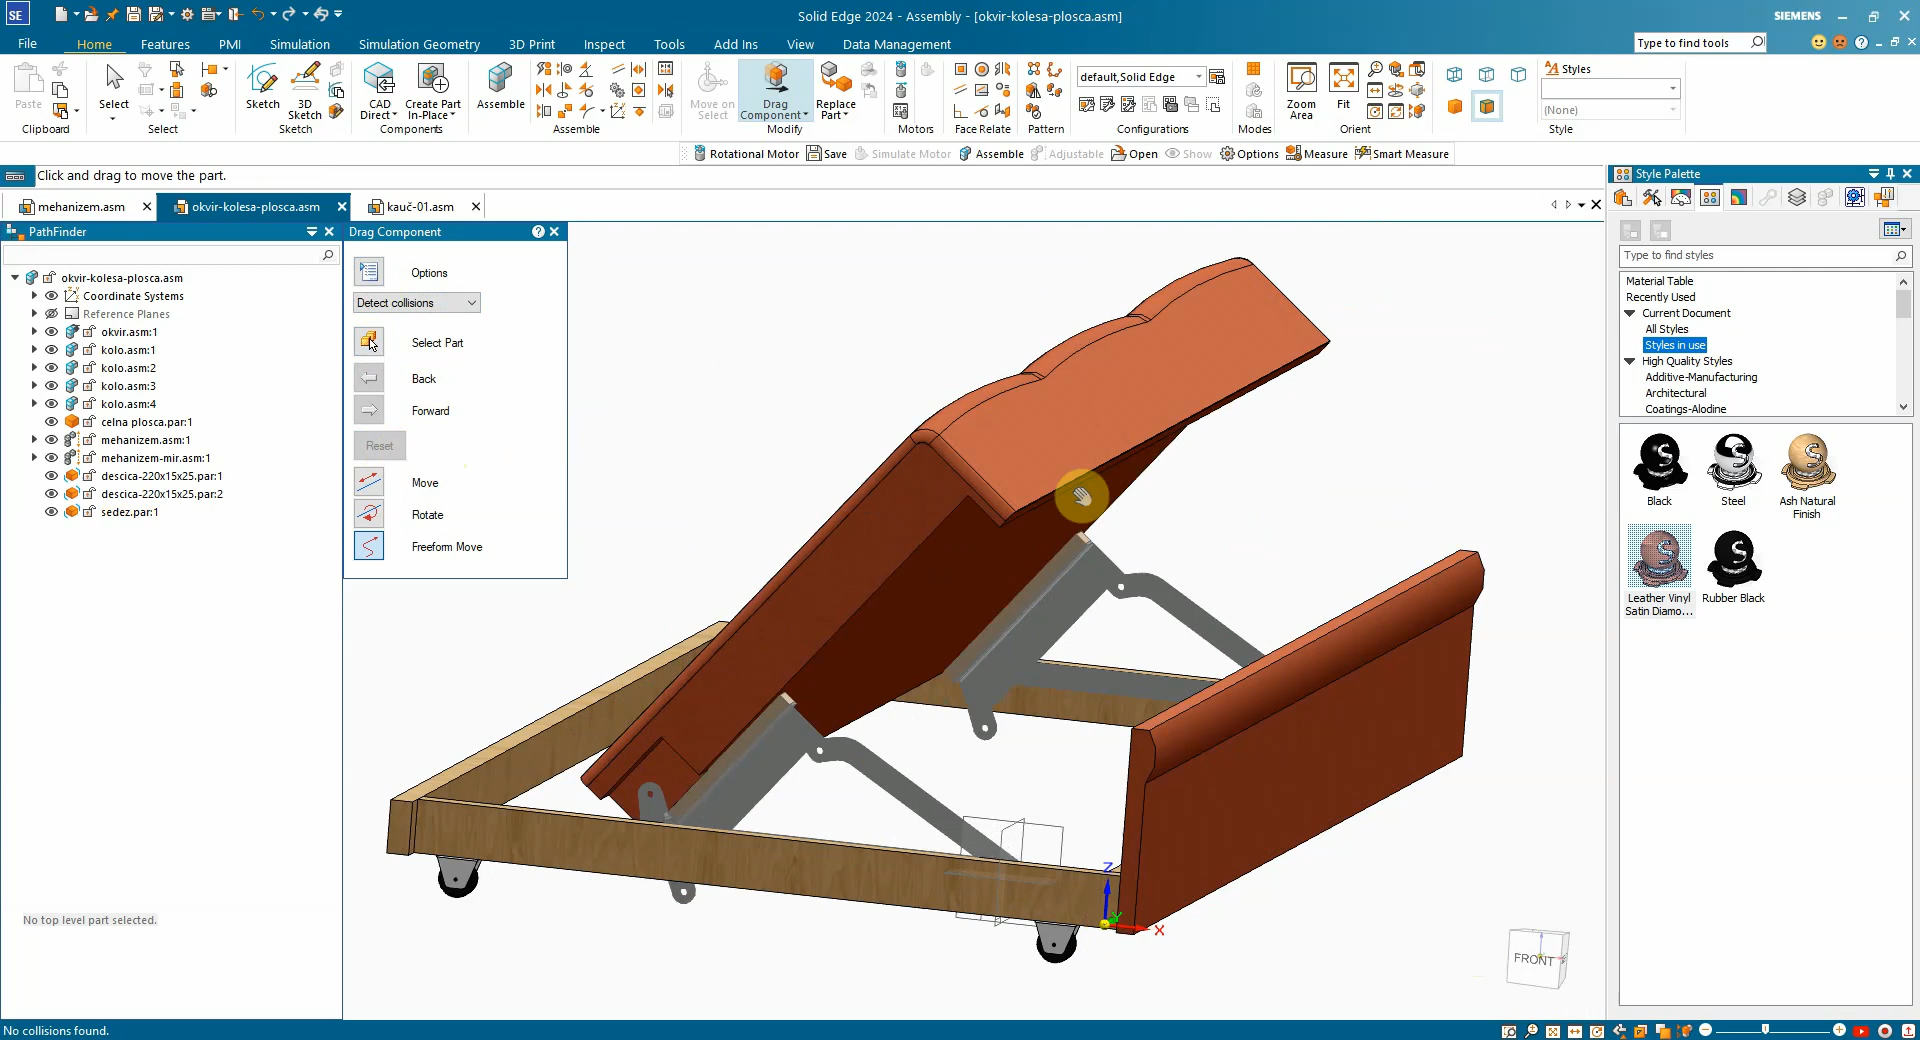 SE
Solid Edge 2024 - Assembly - [okvir-kolesa-plosca.asm]
SIEMENS
File
Home
Features
PMI
Simulation
Simulation Geometry
3D Print
Inspect
Tools
Add Ins
View
Data Management
Type to find tools
Paste
Clipboard
Select
Select
Sketch
3D
Sketch
Sketch
CAD
Direct
Create Part
In-Place
Components
Assemble
Assemble
Move on
Select
Drag
Component
Replace
Part
Modify
Motors
Face Relate
Pattern
default,Solid Edge
Configurations
Modes
Zoom
Area
Fit
Orient
Styles
(None)
Style
Rotational Motor
Save
Simulate Motor
Assemble
Adjustable
Open
Show
Options
Measure
Smart Measure
Click and drag to move the part.
mehanizem.asm
okvir-kolesa-plosca.asm
kauč-01.asm
PathFinder
okvir-kolesa-plosca.asm
Coordinate Systems
Reference Planes
okvir.asm:1
kolo.asm:1
kolo.asm:2
kolo.asm:3
kolo.asm:4
celna plosca.par:1
mehanizem.asm:1
mehanizem-mir.asm:1
descica-220x15x25.par:1
descica-220x15x25.par:2
sedez.par:1
No top level part selected.
Drag Component
Options
Detect collisions
Select Part
Back
Forward
Reset
Move
Rotate
Freeform Move
Z
Y
X
FRONT
Style Palette
Type to find styles
Material Table
Recently Used
Current Document
All Styles
Styles in use
High Quality Styles
Additive-Manufacturing
Architectural
Coatings-Alodine
Black
Steel
Ash Natural
Finish
Leather Vinyl
Satin Diamo...
Rubber Black
No collisions found.